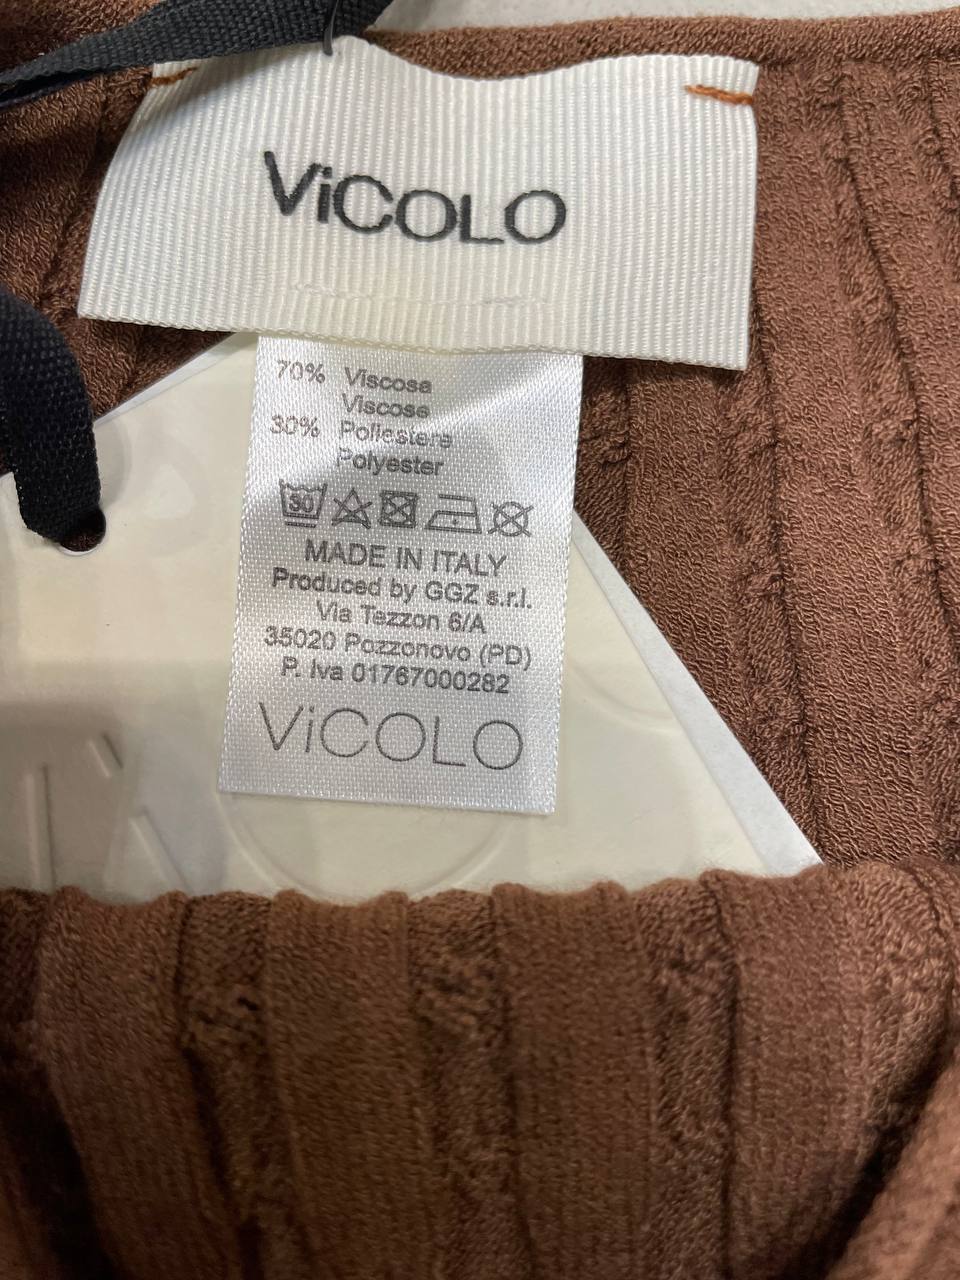 ViCOLO
70% Viscosa
Viscose
30% Poliestere
Polyester
30
MADE IN ITALY
Produced by GGZ s.r.l.
Via Tezzon 6/A
35020 Pozzonovo (PD)
P. Iva 01767000282
ViCOLO